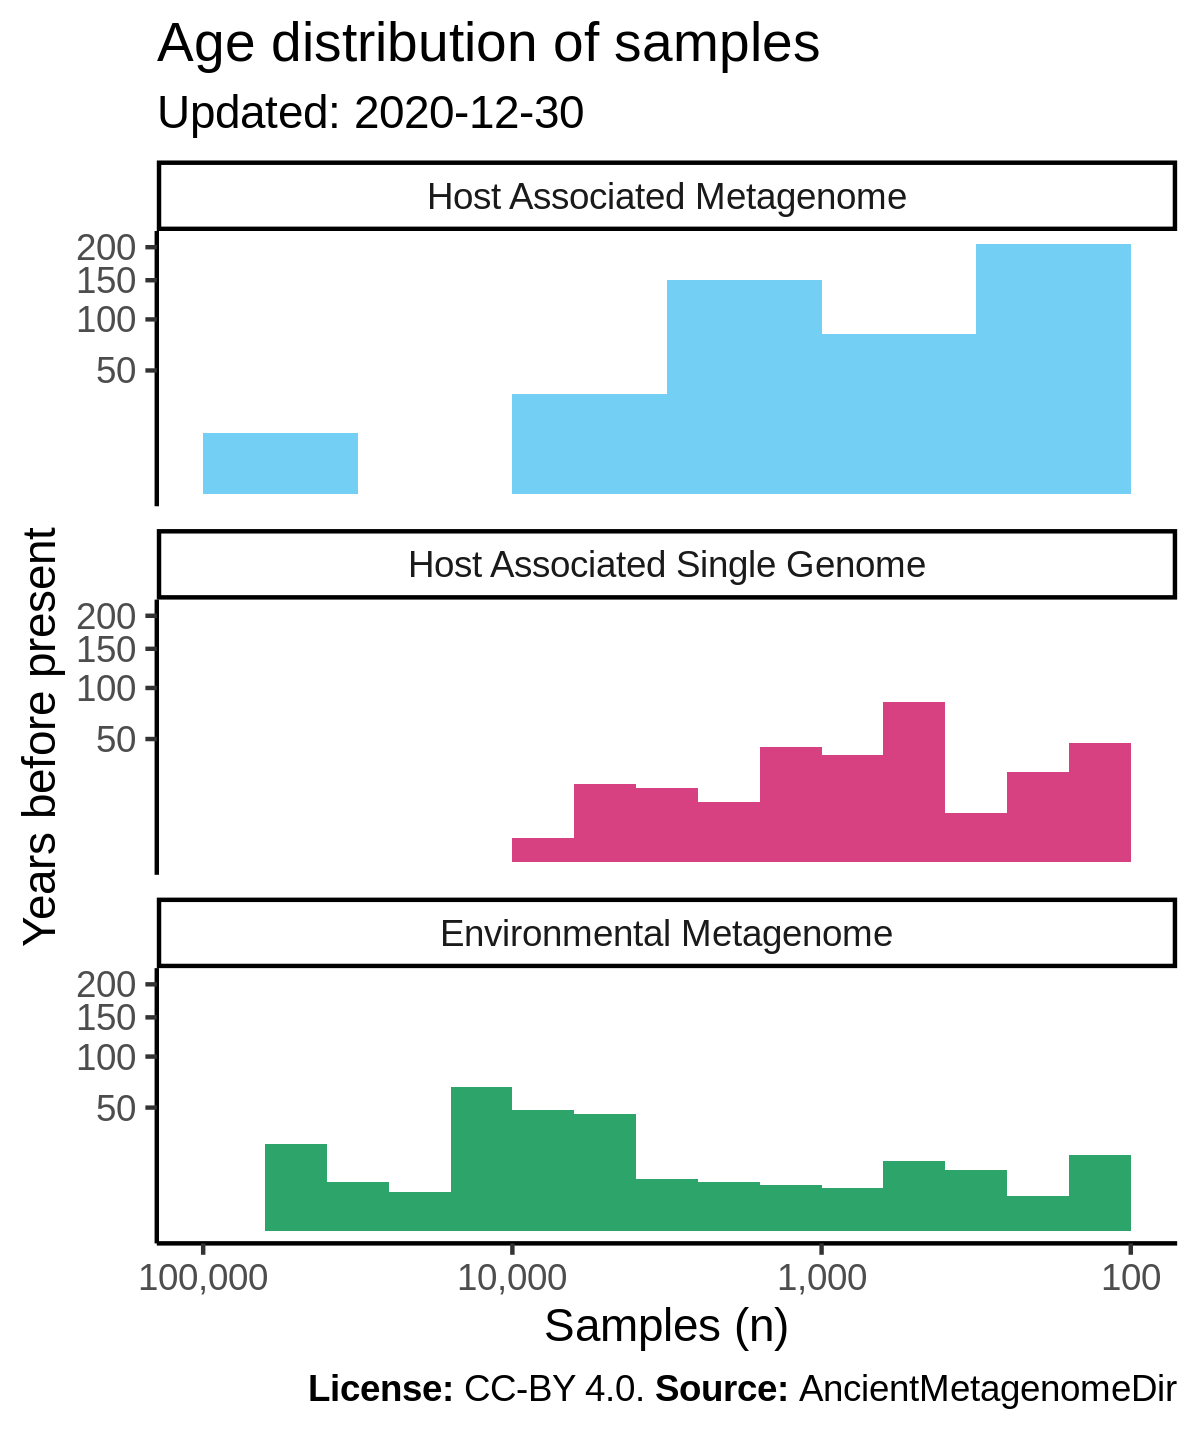 Age distribution of samples
Updated: 2020-12-30
Host Associated Metagenome
200
150
100
50
Host Associated Single Genome
200
150
100
50
Years before present
Environmental Metagenome
200
150
100
50
100,000 10,000 1,000 100
Samples (n)
License: CC-BY 4.0. Source: AncientMetagenomeDir